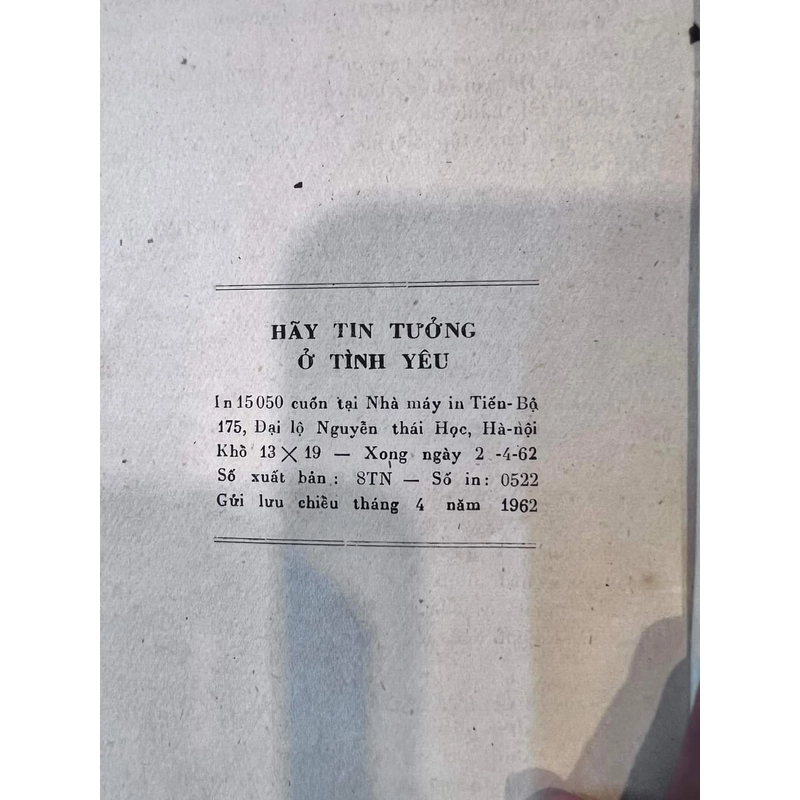 HÃY TIN TƯỞNG
Ở TÌNH YÊU
In 15050 cuốn tại Nhà máy in Tiến-Bộ
175, Đại lộ Nguyễn thái Học, Hà-nội
Khổ 13 × 19 — Xong ngày 2 -4-62
Số xuất bản: 8TN — Số in: 0522
Gửi lưu chiều tháng 4 năm 1962